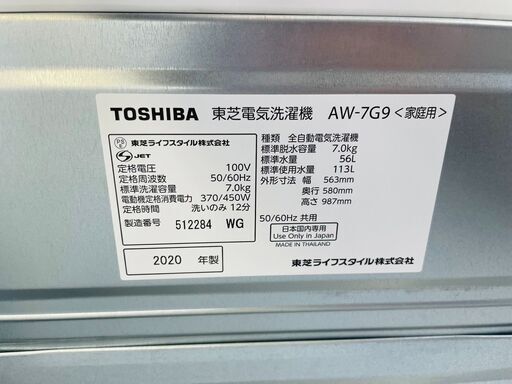 TOSHIBA 東芝電気洗濯機 AW-7G9<家庭用>
PS
E
東芝ライフスタイル株式会社
S JET
定格電圧 100V
定格周波数 50/60Hz
標準洗濯容量 7.0kg
電動機定格消費電力 370/450W
定格時間 洗いのみ 12分
製造番号 512284 WG
2020 年製
種類 全自動電気洗濯機
標準脱水容量 7.0kg
標準水量 56L
標準使用水量 113L
外形寸法 幅 563mm
奥行 580mm
高さ 987mm
50/60Hz 共用
日本国内専用
Use Only in Japan
MADE IN THAILAND
東芝ライフスタイル株式会社